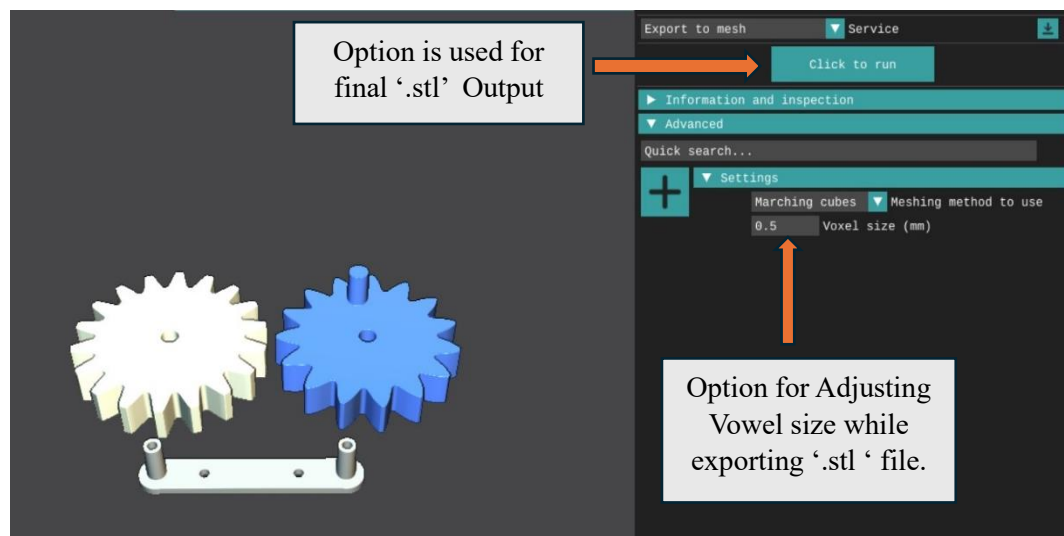 Option is used for
final ‘.stl’ Output
Export to mesh Service
Click to run
Information and inspection
Advanced
Quick search...
Settings
Marching cubes Meshing method to use
0.5 Voxel size (mm)
Option for Adjusting
Vowel size while
exporting ‘.stl ‘ file.